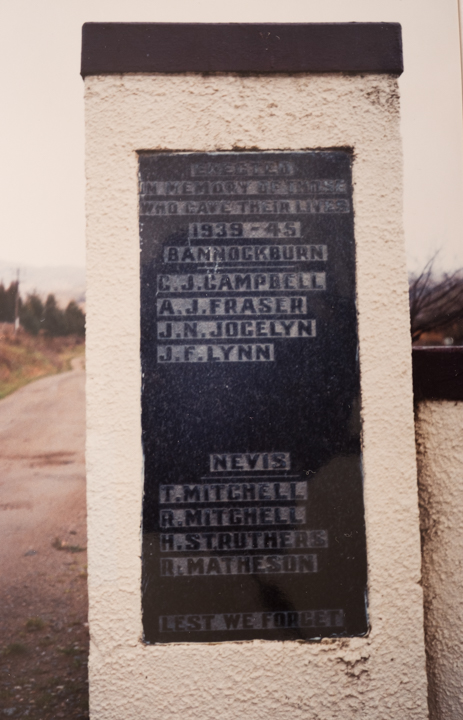 ERECTED
IN MEMORY OF THOSE
WHO GAVE THEIR LIVES
1939-45
BANNOCKBURN
C.J.CAMPBELL
A.J.FRASER
J.N.JOCELYN
J.F.LYNN
NEVIS
T.MITCHELL
R.MITCHELL
H.STRUTHERS
R.MATHESON
LEST WE FORGET